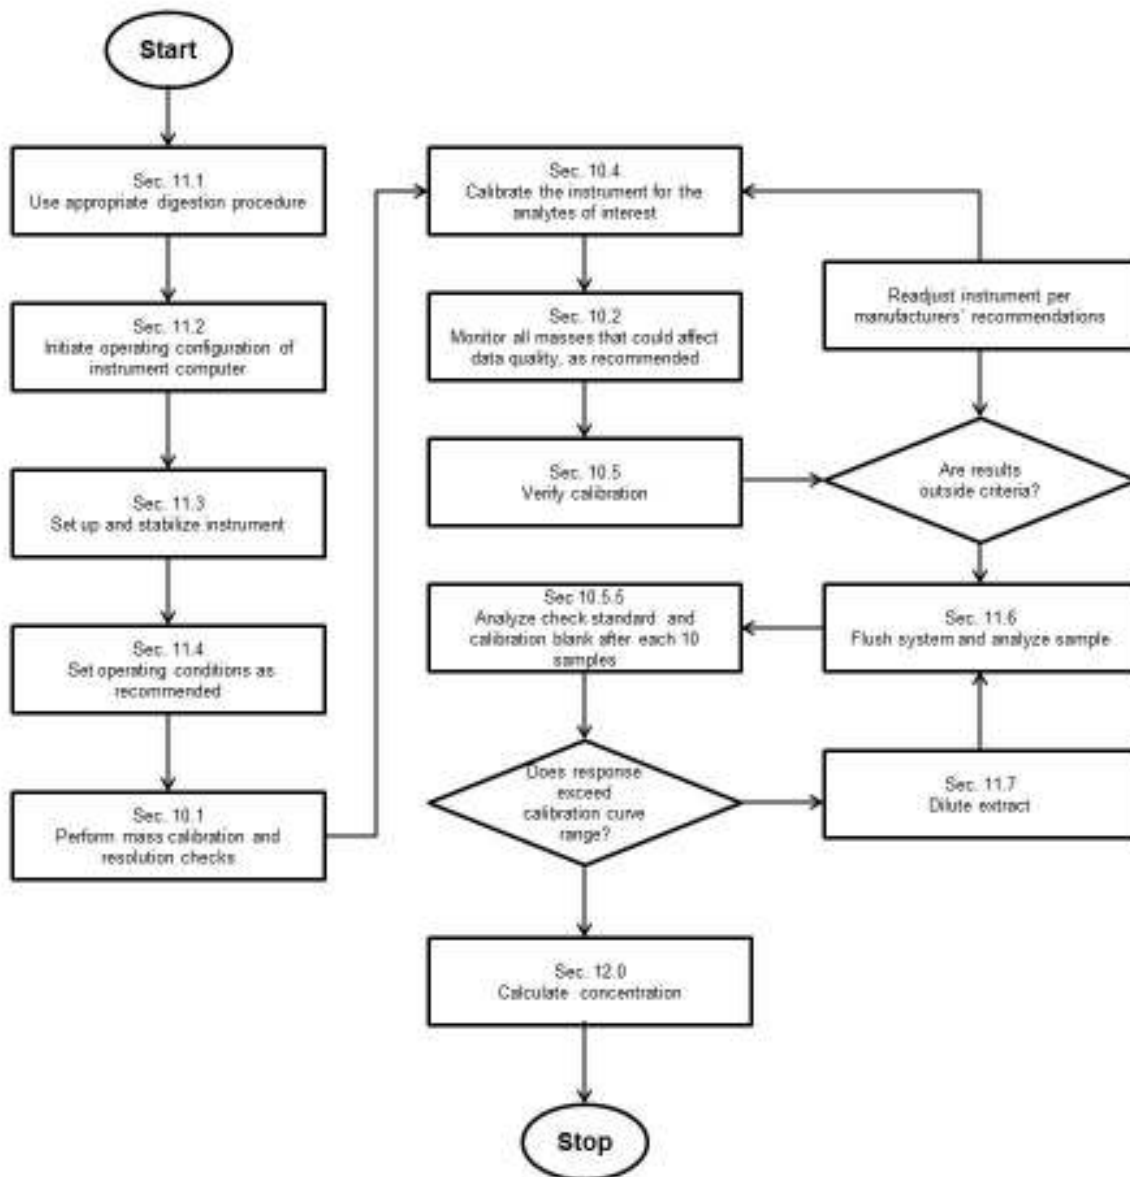 Start
Sec. 11.1
Use appropriate digestion procedure
Sec. 11.2
Initiate operating configuration of
instrument computer
Sec. 11.3
Set up and stabilize instrument
Sec. 11.4
Set operating conditions as
recommended
Sec. 10.1
Perform mass calibration and
resolution checks
Sec. 10.4
Calibrate the instrument for the
analytes of interest
Sec. 10.2
Monitor all masses that could affect
data quality, as recommended
Sec. 10.5
Verify calibration
Are results
outside criteria?
Readjust instrument per
manufacturers' recommendations
Sec. 11.6
Flush system and analyze sample
Sec 10.5.5
Analyze check standard and
calibration blank after each 10
samples
Does response
exceed
calibration curve
range?
Sec. 11.7
Dilute extract
Sec. 12.0
Calculate concentration
Stop